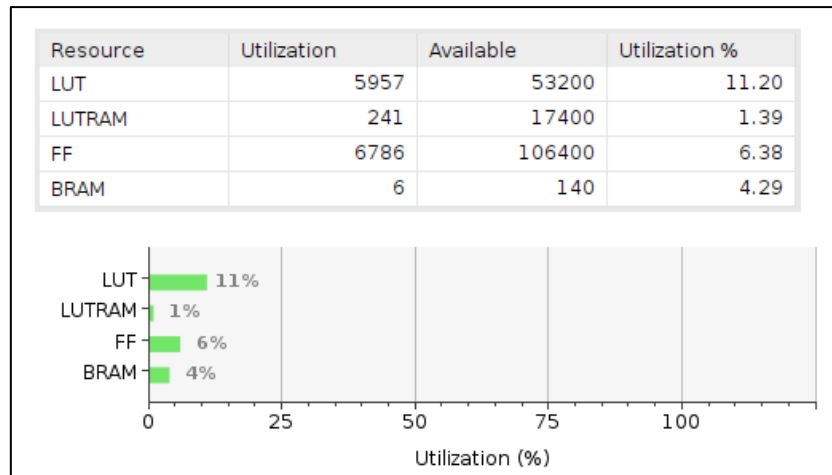 Resource Utilization Available Utilization %
LUT 5957 53200 11.20
LUTRAM 241 17400 1.39
FF 6786 106400 6.38
BRAM 6 140 4.29
LUT 11%
LUTRAM 1%
FF 6%
BRAM 4%
0 25 50 75 100
Utilization (%)